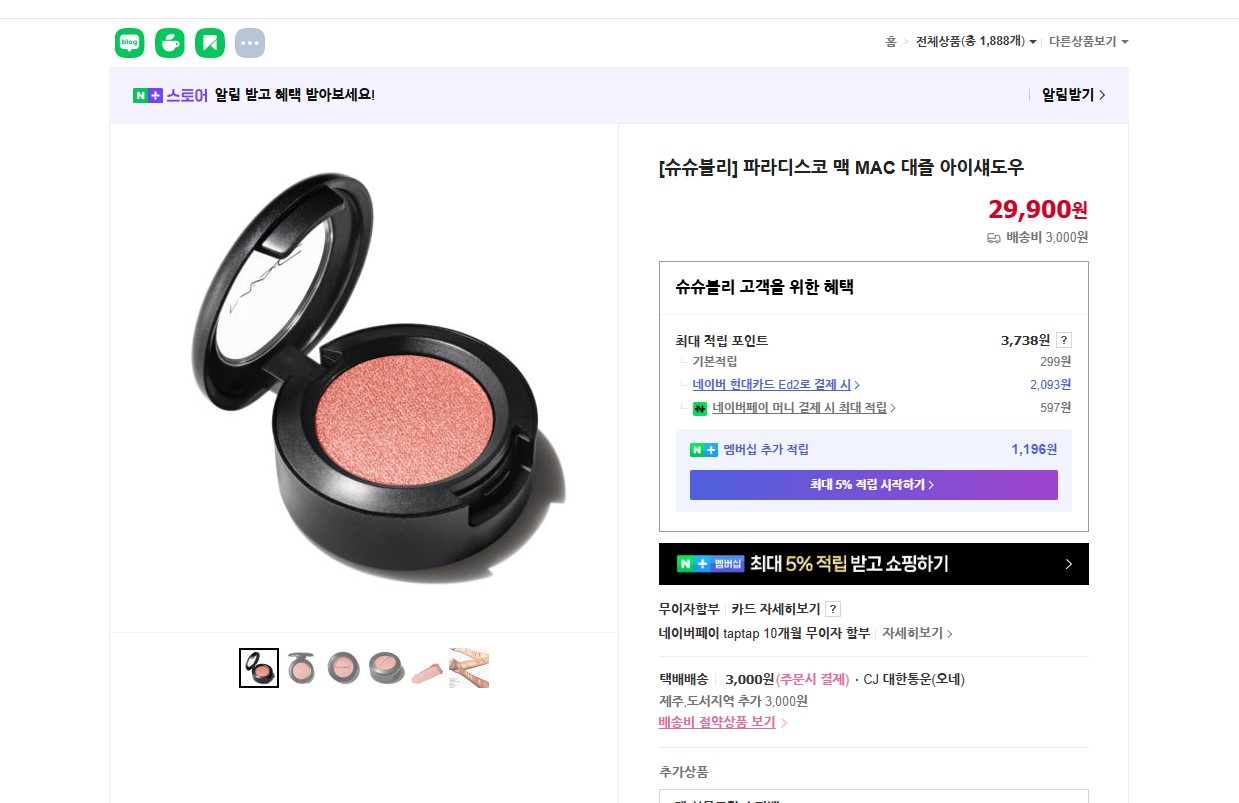 blog
홈 > 전체상품(총 1,888개) 다른상품보기
N+ 스토어 알림 받고 혜택 받아보세요!
알림받기 >
[슈슈블리] 파라디스코 맥 MAC 대즐 아이섀도우
29,900원
배송비 3,000원
슈슈블리 고객을 위한 혜택
최대 적립 포인트 3,738원 ?
기본적립 299원
네이버 현대카드 Ed2로 결제 시 > 2,093원
네이버페이 머니 결제 시 최대 적립 > 597원
N+ 멤버십 추가 적립 1,196원
최대 5% 적립 시작하기 >
N+ 멤버십 최대 5% 적립 받고 쇼핑하기 >
무이자할부 카드 자세히보기 ?
네이버페이 taptap 10개월 무이자 할부 자세히보기 >
택배배송 3,000원(주문시 결제) · CJ 대한통운(오네)
제주,도서지역 추가 3,000원
배송비 절약상품 보기 >
추가상품